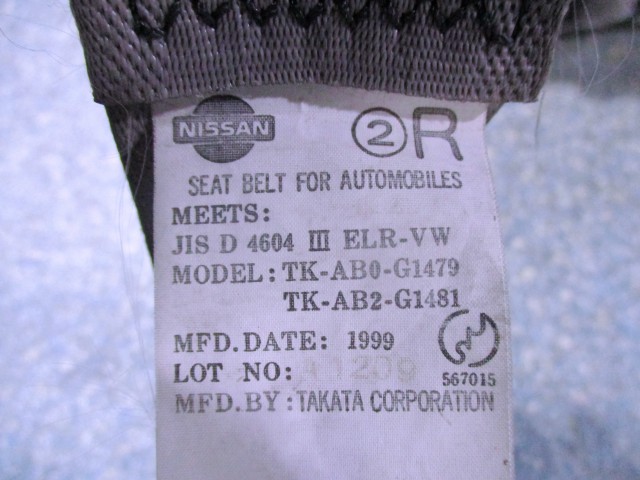 NISSAN ②R
SEAT BELT FOR AUTOMOBILES
MEETS:
JIS D 4604 III ELR-VW
MODEL: TK-AB0-G1479
TK-AB2-G1481
MFD.DATE: 1999
LOT NO:
567015
MFD.BY: TAKATA CORPORATION